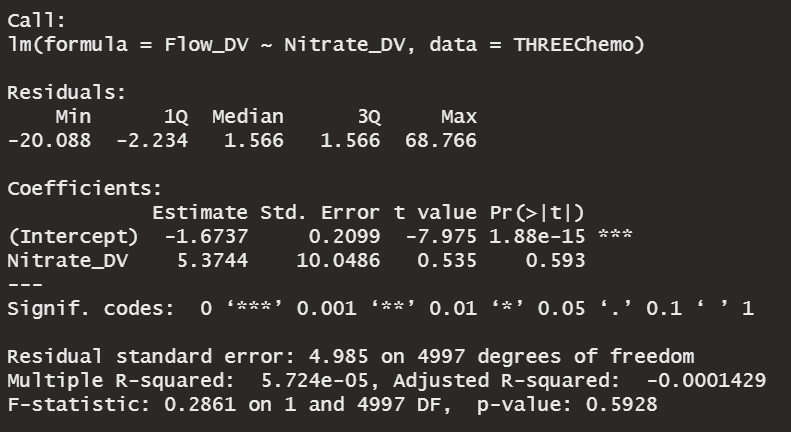 Call:
lm(formula = Flow_DV ~ Nitrate_DV, data = THREEChemo)
Residuals:
    Min      1Q  Median      3Q     Max
-20.088  -2.234   1.566   1.566  68.766
Coefficients:
            Estimate Std. Error t value Pr(>|t|)
(Intercept)  -1.6737     0.2099  -7.975 1.88e-15 ***
Nitrate_DV    5.3744    10.0486   0.535    0.593
---
Signif. codes:  0 ‘***’ 0.001 ‘**’ 0.01 ‘*’ 0.05 ‘.’ 0.1 ‘ ’ 1
Residual standard error: 4.985 on 4997 degrees of freedom
Multiple R-squared:  5.724e-05, Adjusted R-squared:  -0.0001429
F-statistic: 0.2861 on 1 and 4997 DF,  p-value: 0.5928